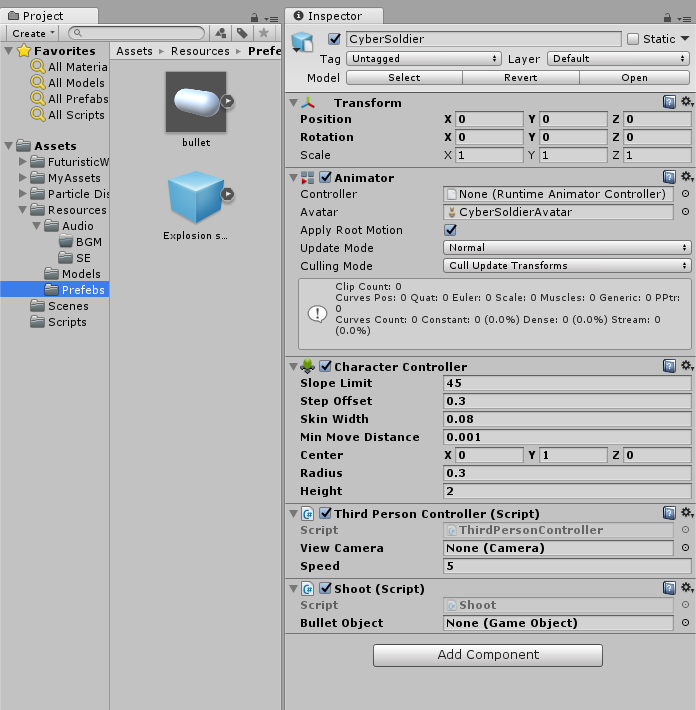 Project
Create
Favorites
All Materia
All Models
All Prefabs
All Scripts
Assets
FuturisticW
MyAssets
Particle Dis
Resources
Audio
BGM
SE
Models
Prefebs
Scenes
Scripts
Assets ▸ Resources ▸ Prefe
bullet
Explosion s...
Inspector
CyberSoldier Static
Tag Untagged Layer Default
Model Select Revert Open
Transform
Position X 0 Y 0 Z 0
Rotation X 0 Y 0 Z 0
Scale X 1 Y 1 Z 1
Animator
Controller None (Runtime Animator Controller)
Avatar CyberSoldierAvatar
Apply Root Motion
Update Mode Normal
Culling Mode Cull Update Transforms
Clip Count: 0
Curves Pos: 0 Quat: 0 Euler: 0 Scale: 0 Muscles: 0 Generic: 0 PPtr:
0
Curves Count: 0 Constant: 0 (0.0%) Dense: 0 (0.0%) Stream: 0
(0.0%)
Character Controller
Slope Limit 45
Step Offset 0.3
Skin Width 0.08
Min Move Distance 0.001
Center X 0 Y 1 Z 0
Radius 0.3
Height 2
Third Person Controller (Script)
Script ThirdPersonController
View Camera None (Camera)
Speed 5
Shoot (Script)
Script Shoot
Bullet Object None (Game Object)
Add Component